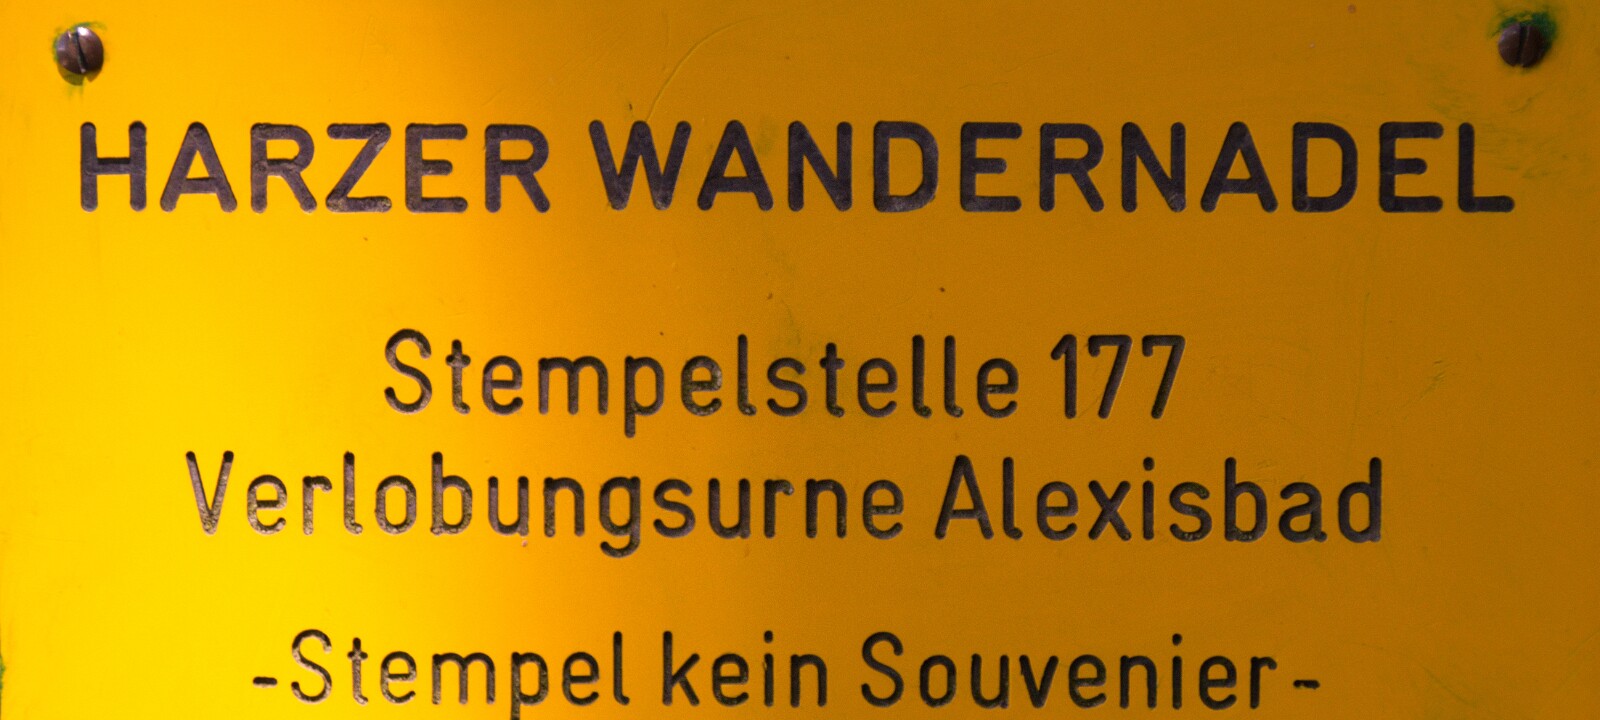 HARZER WANDERNADEL
Stempelstelle 177
Verlobungsurne Alexisbad
-Stempel kein Souvenier-